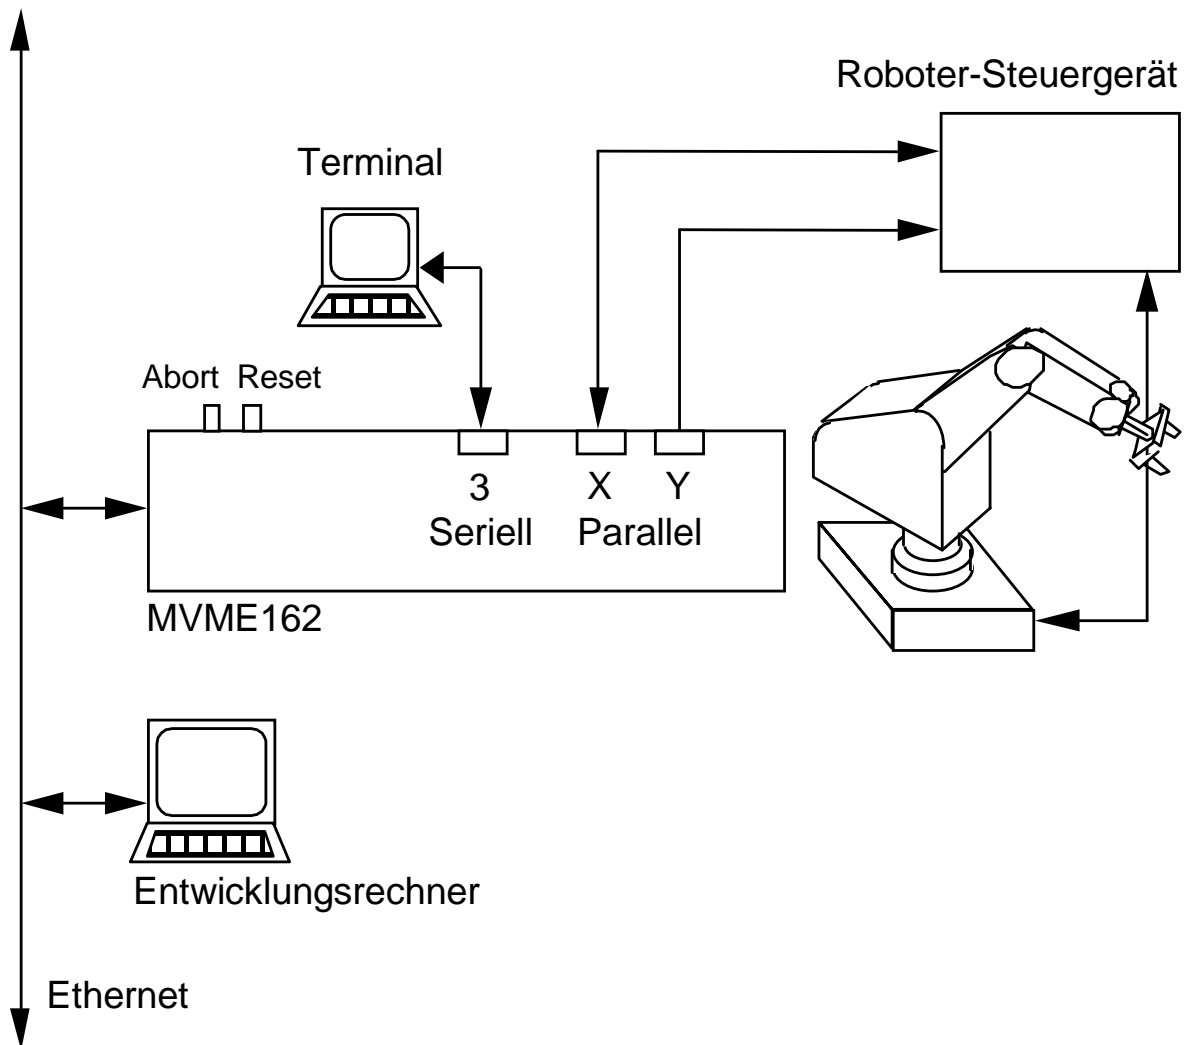 Roboter-Steuergerät
Terminal
Abort Reset
3 X Y
Seriell Parallel
MVME162
Entwicklungsrechner
Ethernet